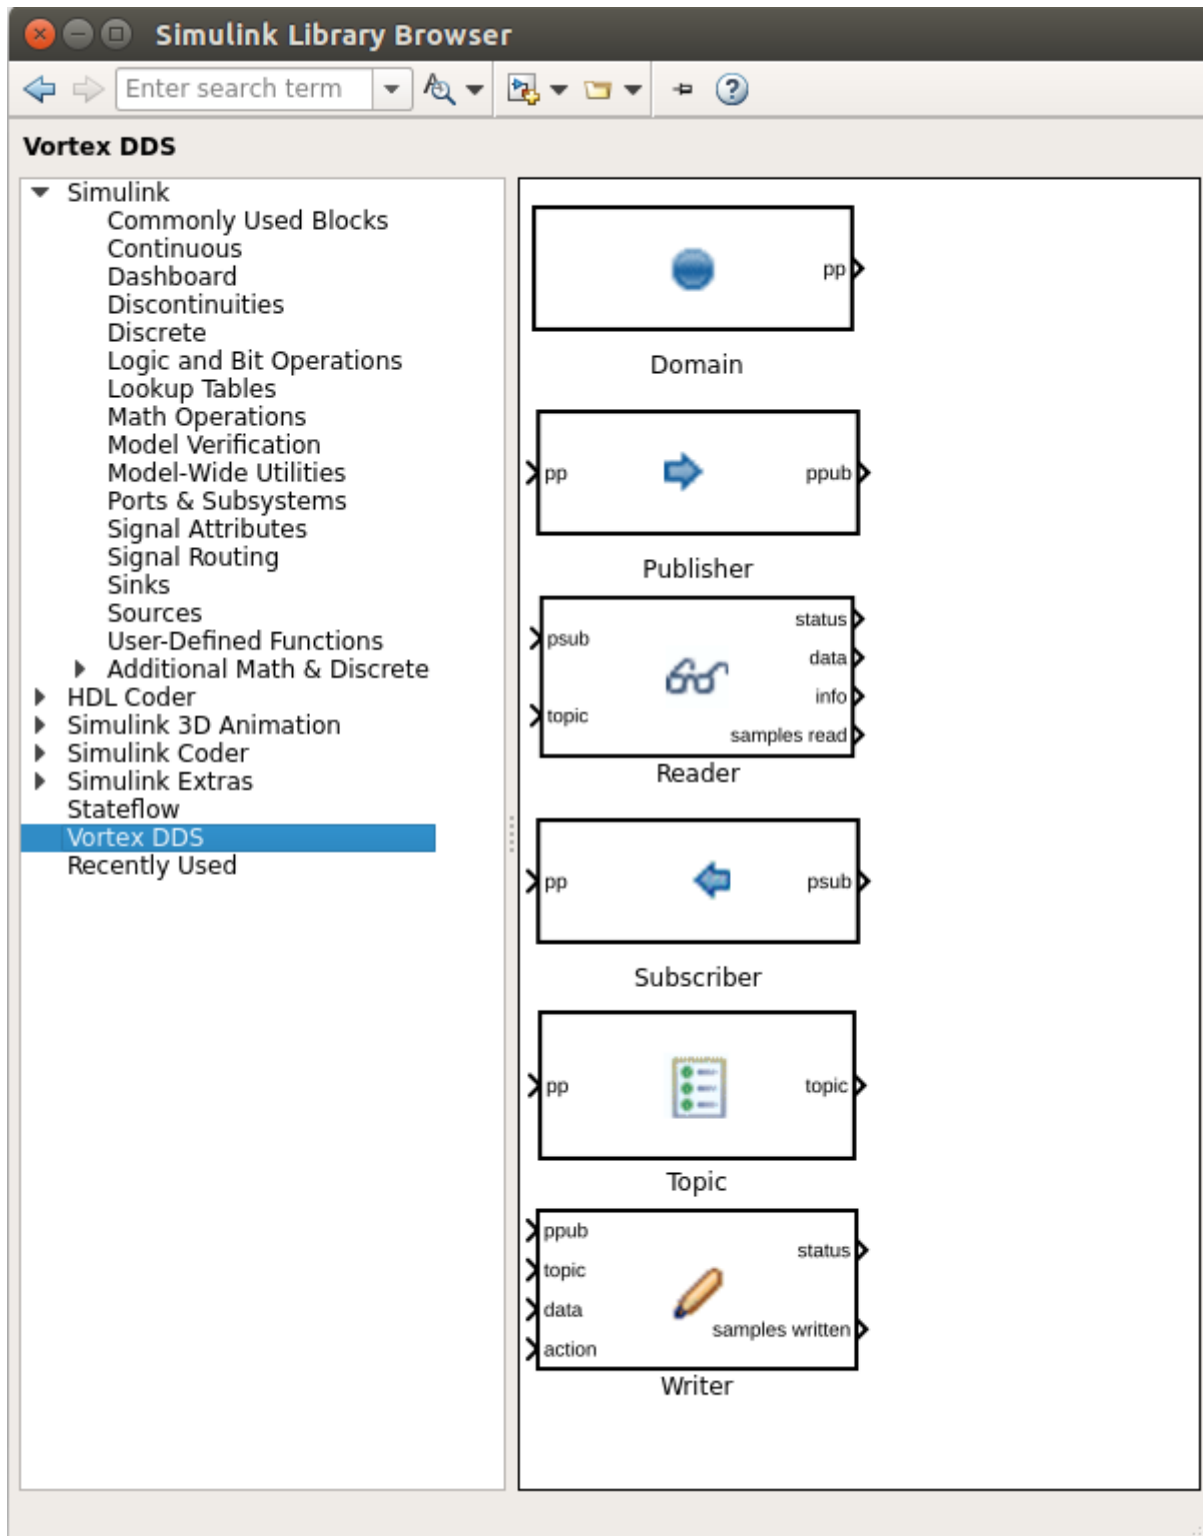 Simulink Library Browser
Enter search term
Vortex DDS
Simulink
Commonly Used Blocks
Continuous
Dashboard
Discontinuities
Discrete
Logic and Bit Operations
Lookup Tables
Math Operations
Model Verification
Model-Wide Utilities
Ports & Subsystems
Signal Attributes
Signal Routing
Sinks
Sources
User-Defined Functions
Additional Math & Discrete
HDL Coder
Simulink 3D Animation
Simulink Coder
Simulink Extras
Stateflow
Vortex DDS
Recently Used
pp
Domain
pp ppub
Publisher
status
psub
data
info
topic
samples read
Reader
pp psub
Subscriber
pp topic
Topic
ppub
status
topic
data
samples written
action
Writer